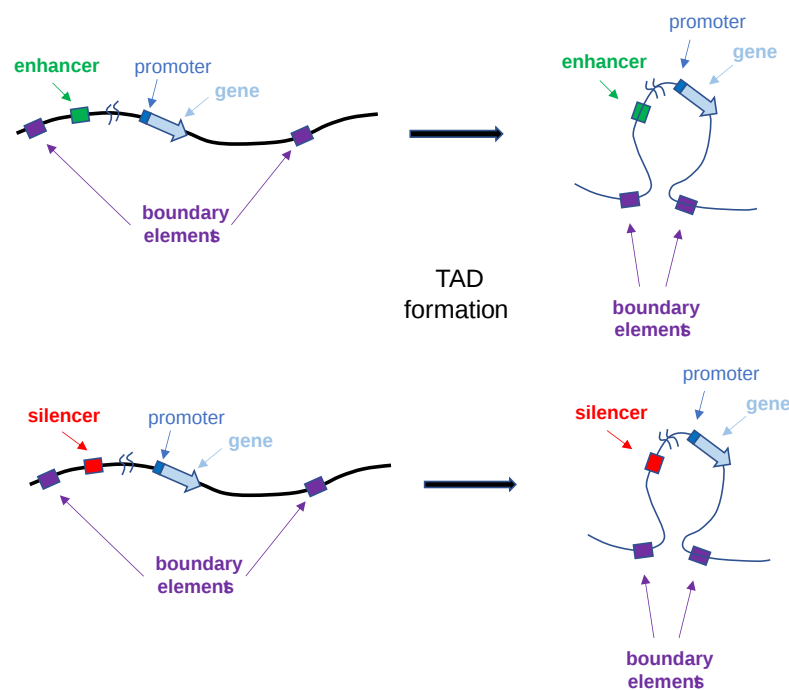 promoter
enhancer
promoter
gene
gene
enhancer
boundary
elements
TAD
formation
boundary
elements
promoter
silencer
promoter
gene
gene
silencer
boundary
elements
boundary
elements